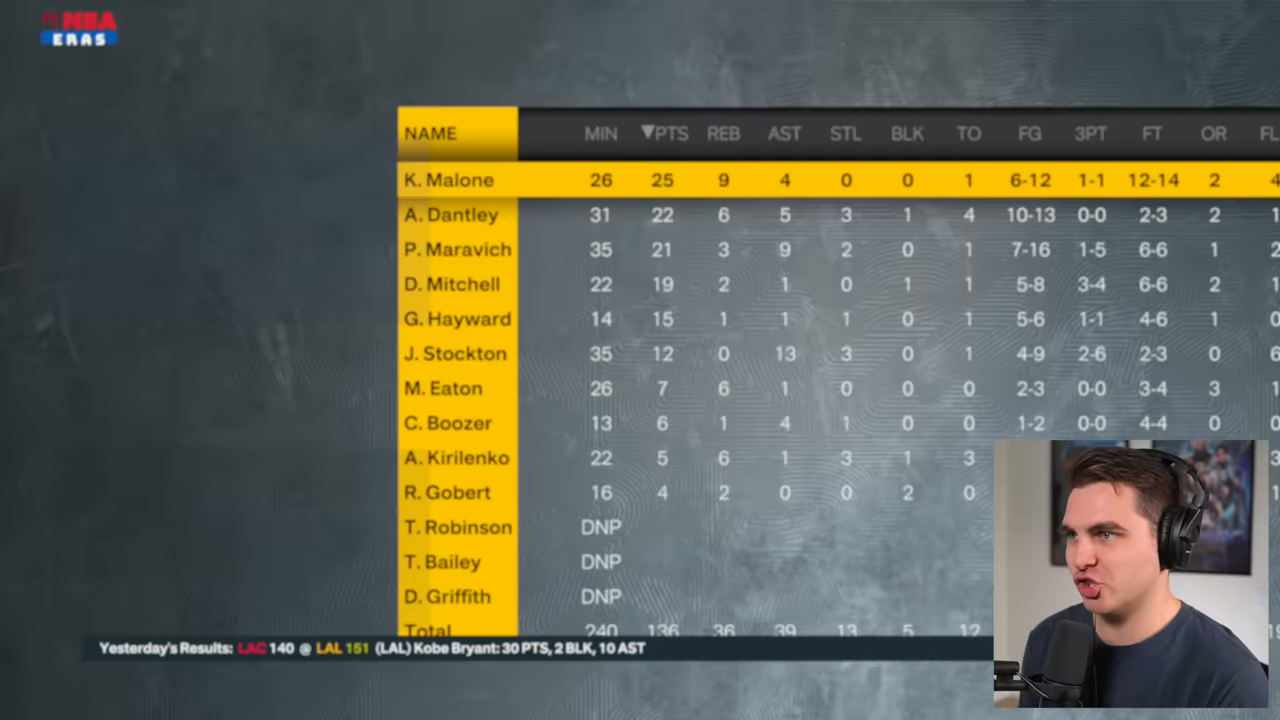 NBA
ERAS
NAME MIN ▼PTS REB AST STL BLK TO FG 3PT FT OR
K. Malone 26 25 9 4 0 0 1 6-12 1-1 12-14 2 4
A. Dantley 31 22 6 5 3 1 4 10-13 0-0 2-3 2 1
P. Maravich 35 21 3 9 2 0 1 7-16 1-5 6-6 1 2
D. Mitchell 22 19 2 1 0 1 1 5-8 3-4 6-6 2 1
G. Hayward 14 15 1 1 1 0 1 5-6 1-1 4-6 1 0
J. Stockton 35 12 0 13 3 0 1 4-9 2-6 2-3 0 6
M. Eaton 26 7 6 1 0 0 0 2-3 0-0 3-4 3 1
C. Boozer 13 6 1 4 1 0 0 1-2 0-0 4-4 0 0
A. Kirilenko 22 5 6 1 3 1 3
R. Gobert 16 4 2 0 0 2 0
T. Robinson DNP
T. Bailey DNP
D. Griffith DNP
Total 240 136 36 39 13 5 12
Yesterday's Results: LAC 140 @ LAL 151 (LAL) Kobe Bryant: 30 PTS, 2 BLK, 10 AST